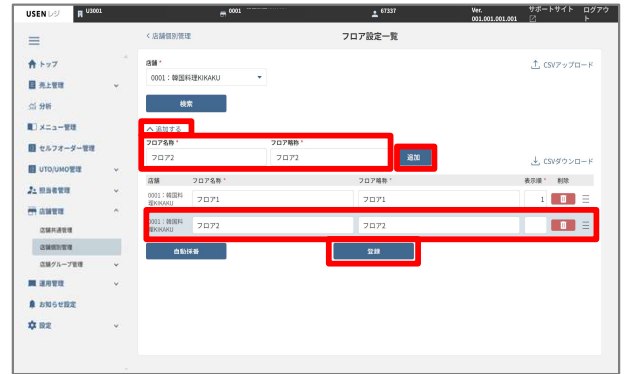 USEN レジ
U3001
0001
67337
Ver.
001.001.001.001
サポートサイト
ログアウト
トップ
売上管理
分析
メニュー管理
セルフオーダー管理
UTO/UMO管理
担当者管理
店舗管理
店舗共通管理
店舗個別管理
店舗グループ管理
運用管理
お知らせ設定
設定
< 店舗個別管理
フロア設定一覧
店舗 *
0001：韓国料理KIKAKU
CSVアップロード
検索
追加する
フロア名称 *
フロア略称 *
フロア2
フロア2
追加
CSVダウンロード
店舗
フロア名称 *
フロア略称 *
表示順 *
削除
0001：韓国料
理KIKAKU
フロア1
フロア1
1
0001：韓国料
理KIKAKU
フロア2
フロア2
自動採番
登録